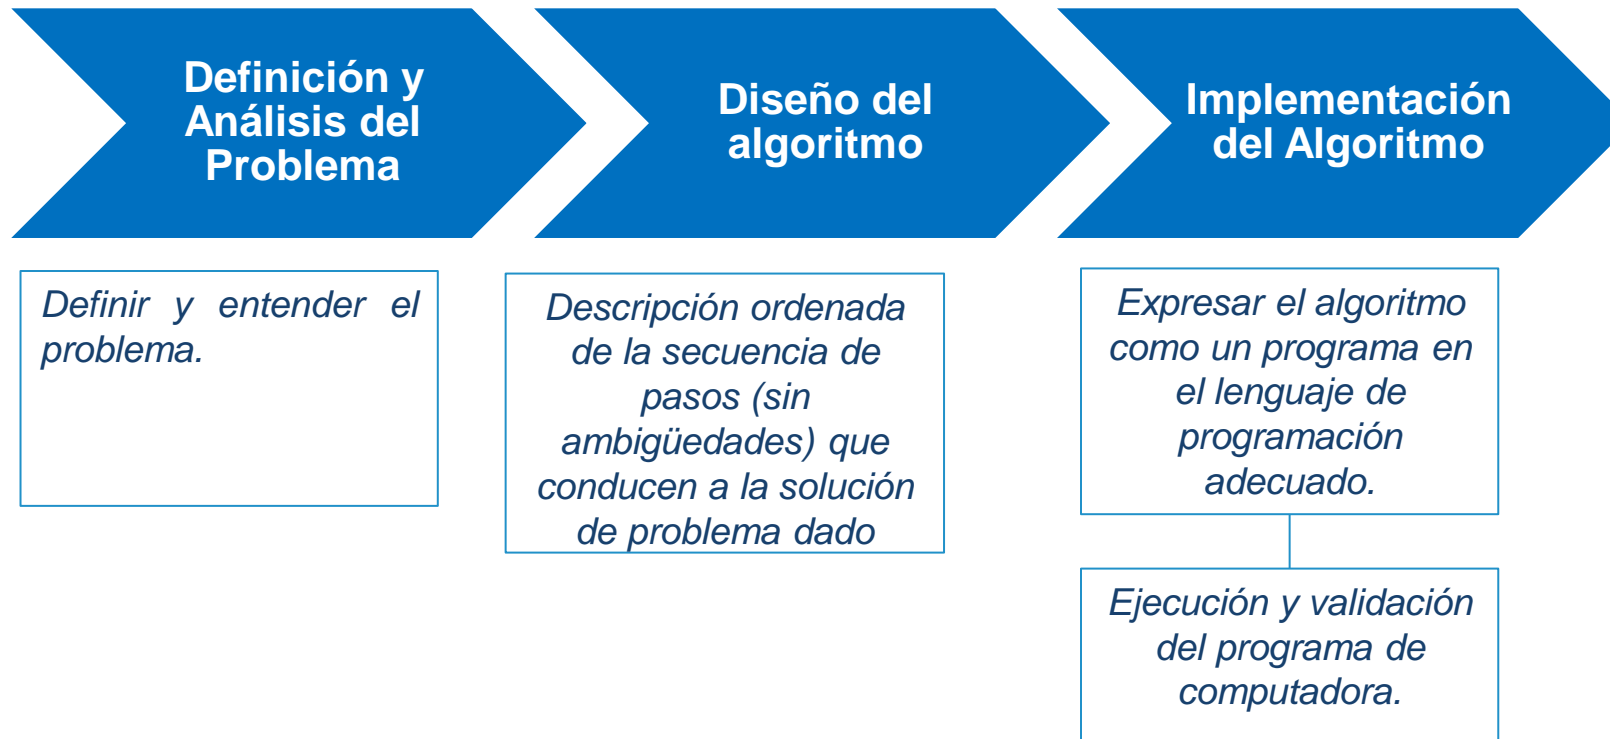 Definición y
Análisis del
Problema
Diseño del
algoritmo
Implementación
del Algoritmo
Definir y entender el
problema.
Descripción ordenada
de la secuencia de
pasos (sin
ambigüedades) que
conducen a la solución
de problema dado
Expresar el algoritmo
como un programa en
el lenguaje de
programación
adecuado.
Ejecución y validación
del programa de
computadora.